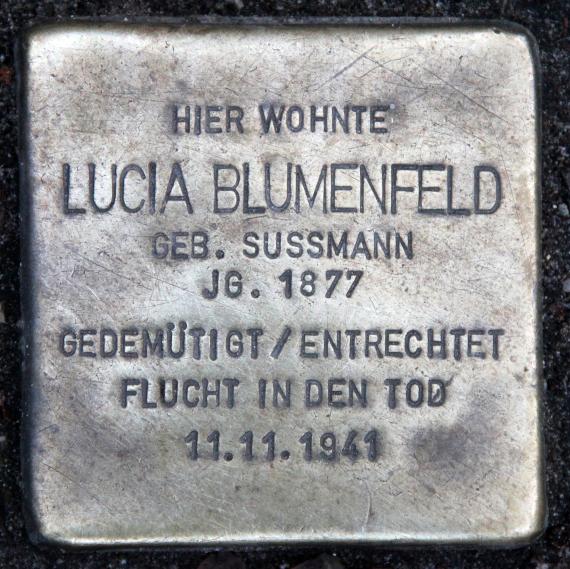 HIER WOHNTE
LUCIA BLUMENFELD
GEB. SUSSMANN
JG. 1877
GEDEMÜTIGT / ENTRECHTET
FLUCHT IN DEN TOD
11.11.1941